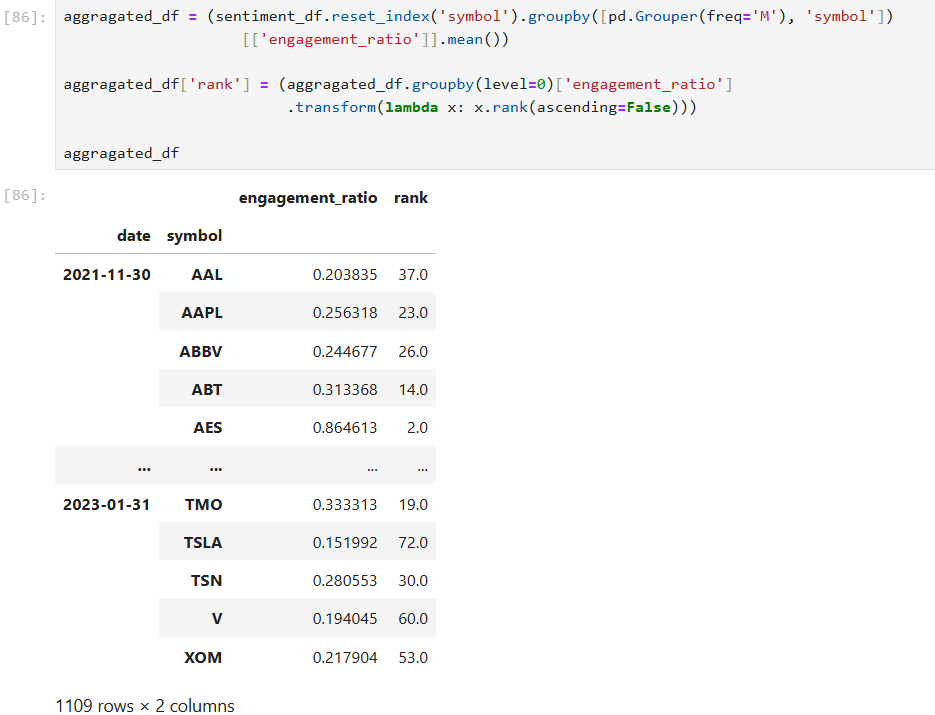 [86]: aggragated_df = (sentiment_df.reset_index('symbol').groupby([pd.Grouper(freq='M'), 'symbol'])
[['engagement_ratio']].mean())
aggragated_df['rank'] = (aggragated_df.groupby(level=0)['engagement_ratio']
.transform(lambda x: x.rank(ascending=False)))
aggragated_df
[86]:
engagement_ratio rank
date symbol
2021-11-30 AAL 0.203835 37.0
AAPL 0.256318 23.0
ABBV 0.244677 26.0
ABT 0.313368 14.0
AES 0.864613 2.0
... ... ... ...
2023-01-31 TMO 0.333313 19.0
TSLA 0.151992 72.0
TSN 0.280553 30.0
V 0.194045 60.0
XOM 0.217904 53.0
1109 rows × 2 columns